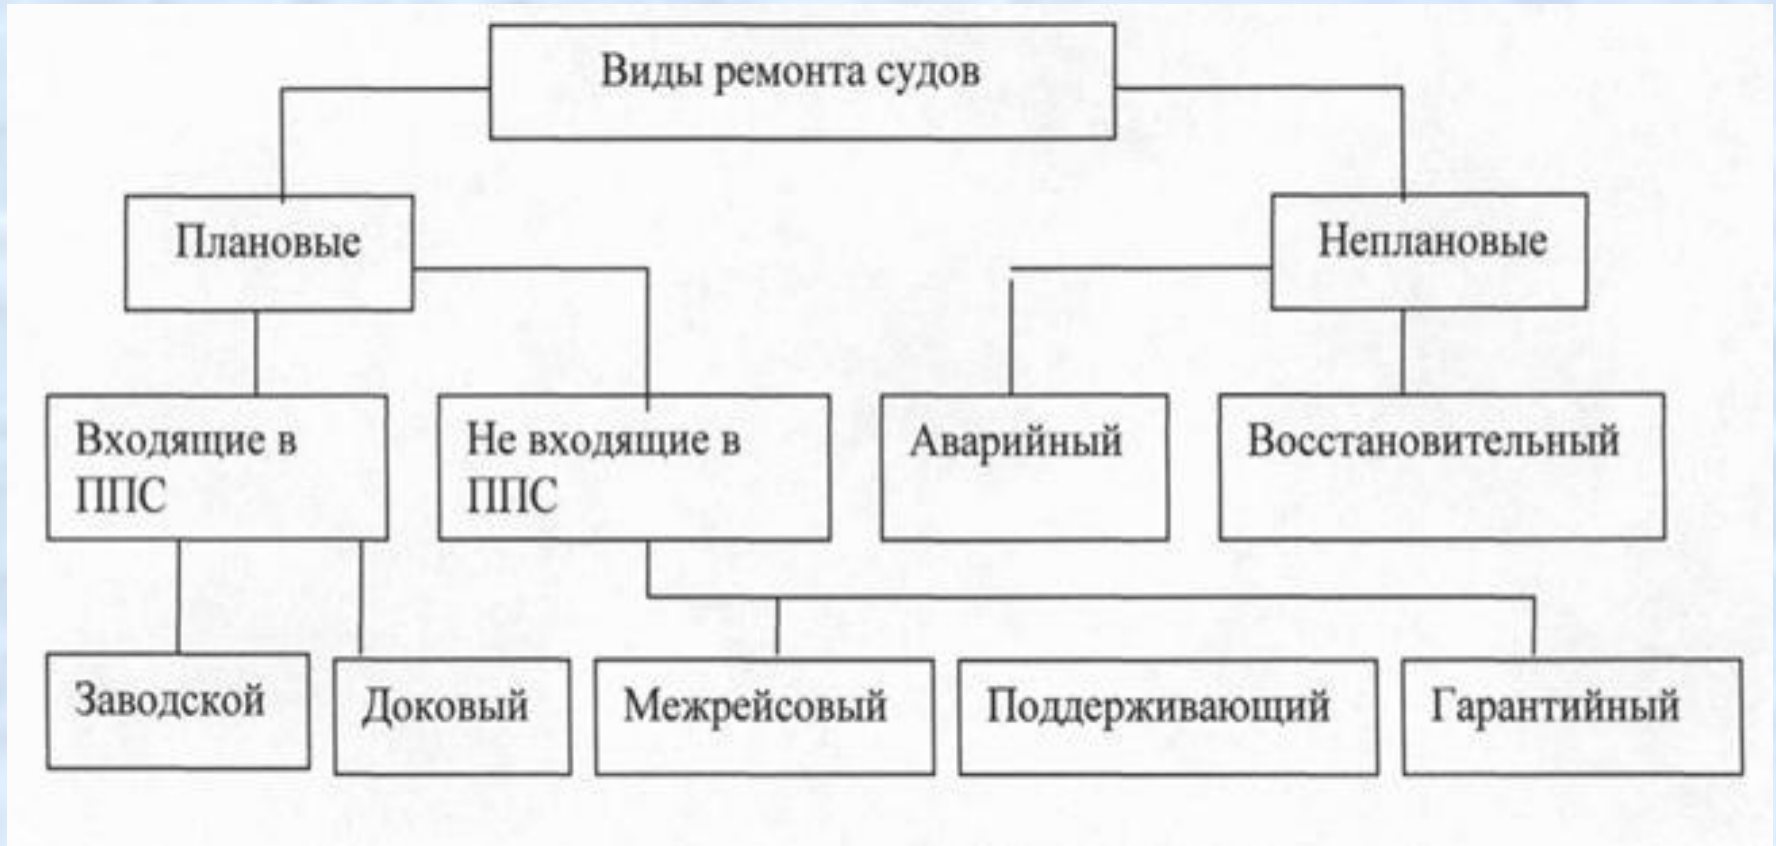 Виды ремонта судов
Плановые
Неплановые
Входящие в
ППС
Не входящие в
ППС
Аварийный
Восстановительный
Заводской
Доковый
Межрейсовый
Поддерживающий
Гарантийный